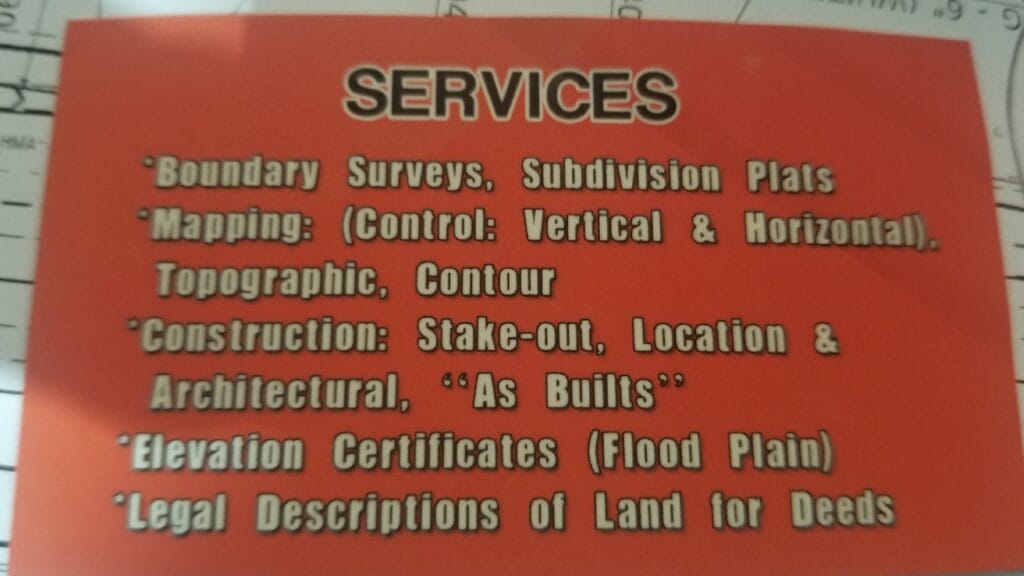 SERVICES
*Boundary Surveys, Subdivision Plats
*Mapping: (Control: Vertical & Horizontal),
Topographic, Contour
*Construction: Stake-out, Location &
Architectural, “As Builts”
*Elevation Certificates (Flood Plain)
*Legal Descriptions of Land for Deeds
HMA